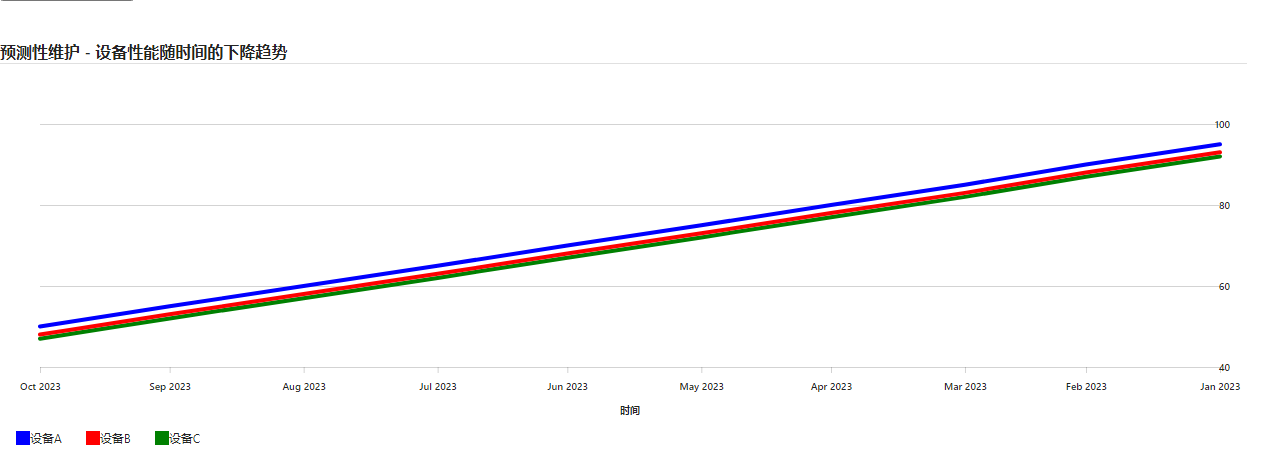 预测性维护 - 设备性能随时间的下降趋势
100
80
60
40
Oct 2023 Sep 2023 Aug 2023 Jul 2023 Jun 2023 May 2023 Apr 2023 Mar 2023 Feb 2023 Jan 2023
时间
设备A 设备B 设备C